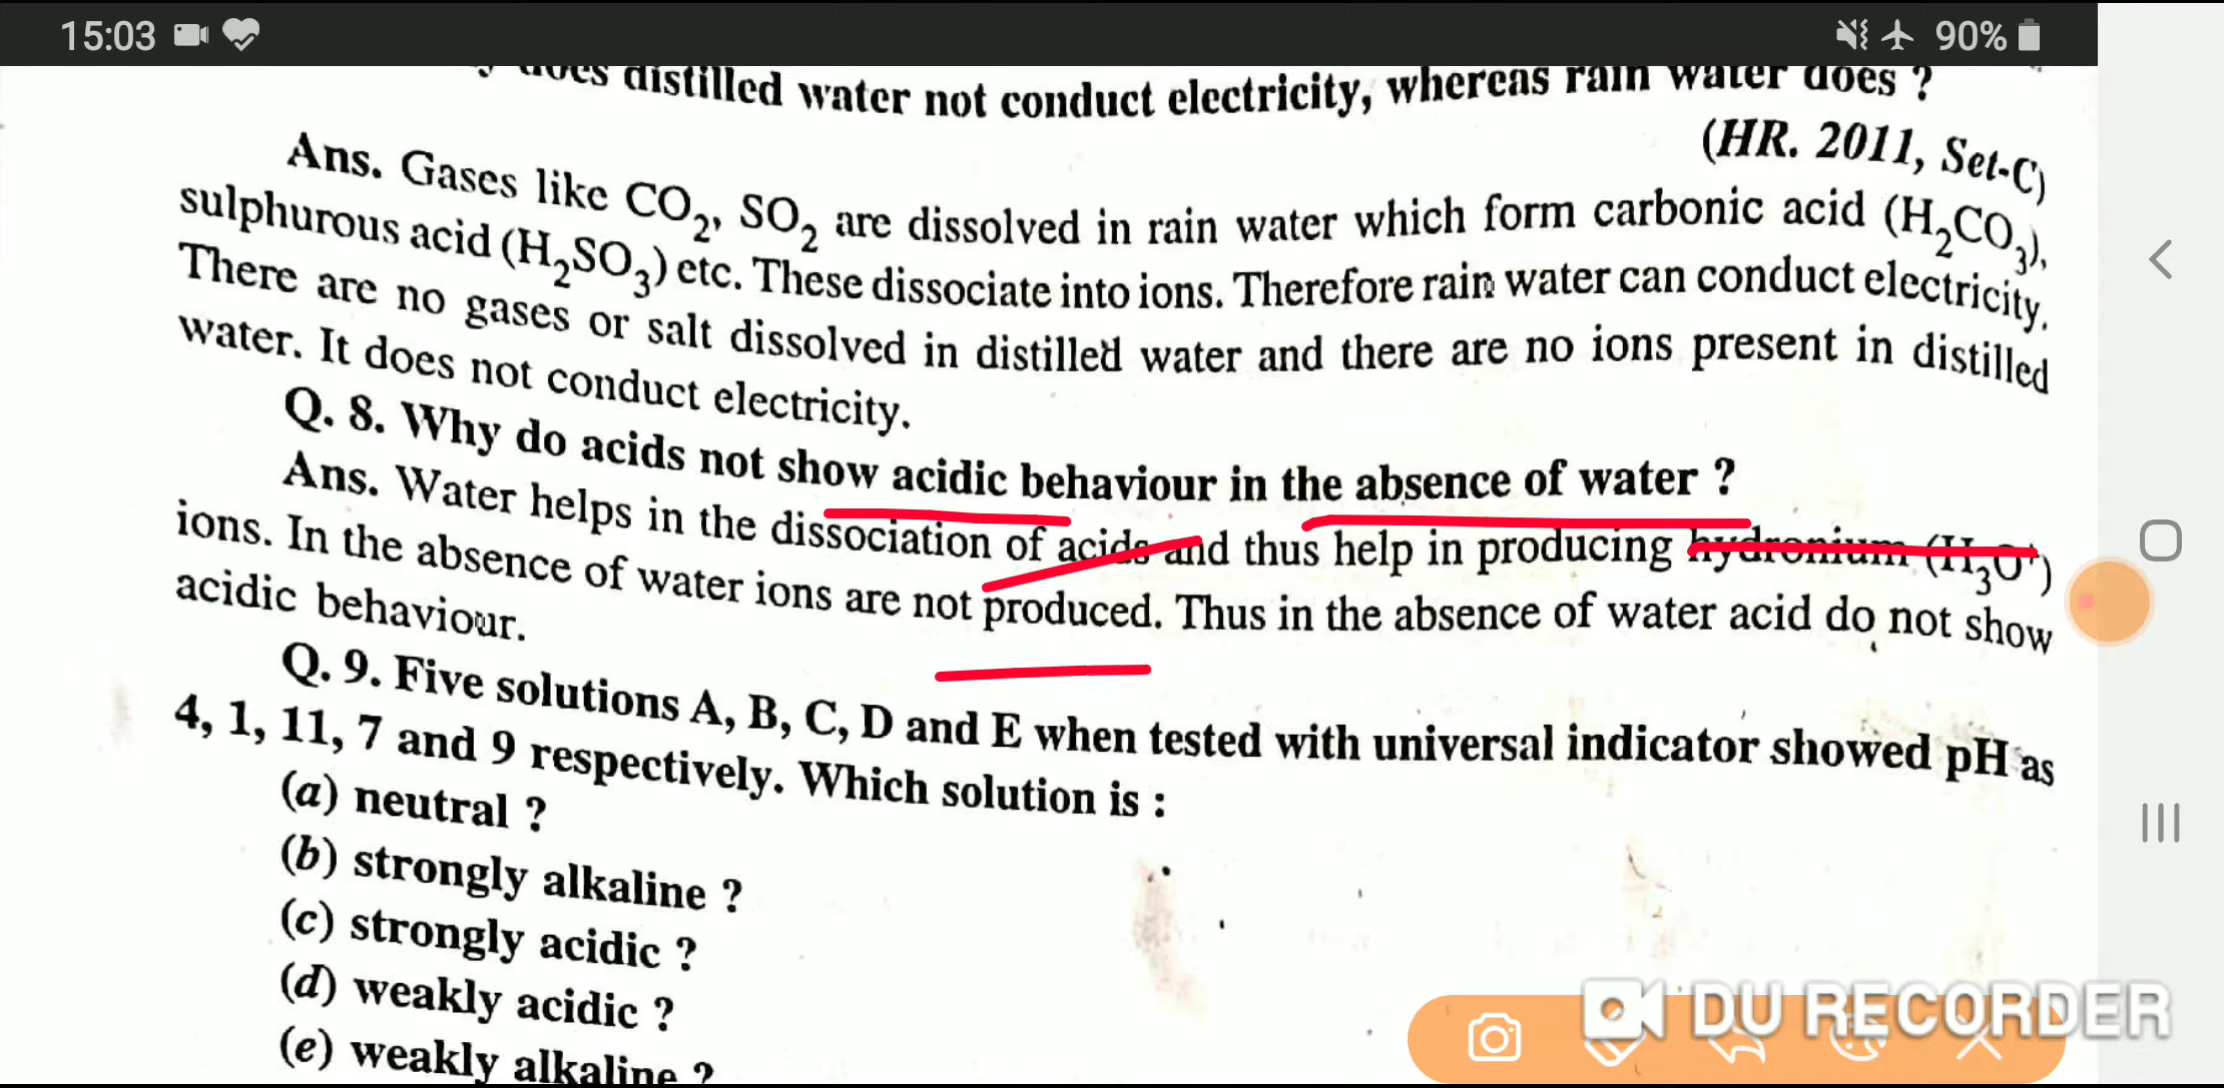 15:03
90%
does distilled water not conduct electricity, whereas rain water does ?
(HR. 2011, Set-C)
Ans. Gases like CO₂, SO₂ are dissolved in rain water which form carbonic acid (H₂CO₃),
sulphurous acid (H₂SO₃) etc. These dissociate into ions. Therefore rain water can conduct electricity.
There are no gases or salt dissolved in distilled water and there are no ions present in distilled
water. It does not conduct electricity.
Q. 8. Why do acids not show acidic behaviour in the absence of water ?
Ans. Water helps in the dissociation of acids and thus help in producing hydronium (H₃O⁺)
ions. In the absence of water ions are not produced. Thus in the absence of water acid do not show
acidic behaviour.
Q. 9. Five solutions A, B, C, D and E when tested with universal indicator showed pH as
4, 1, 11, 7 and 9 respectively. Which solution is :
(a) neutral ?
(b) strongly alkaline ?
(c) strongly acidic ?
(d) weakly acidic ?
(e) weakly alkaline ?
DU RECORDER